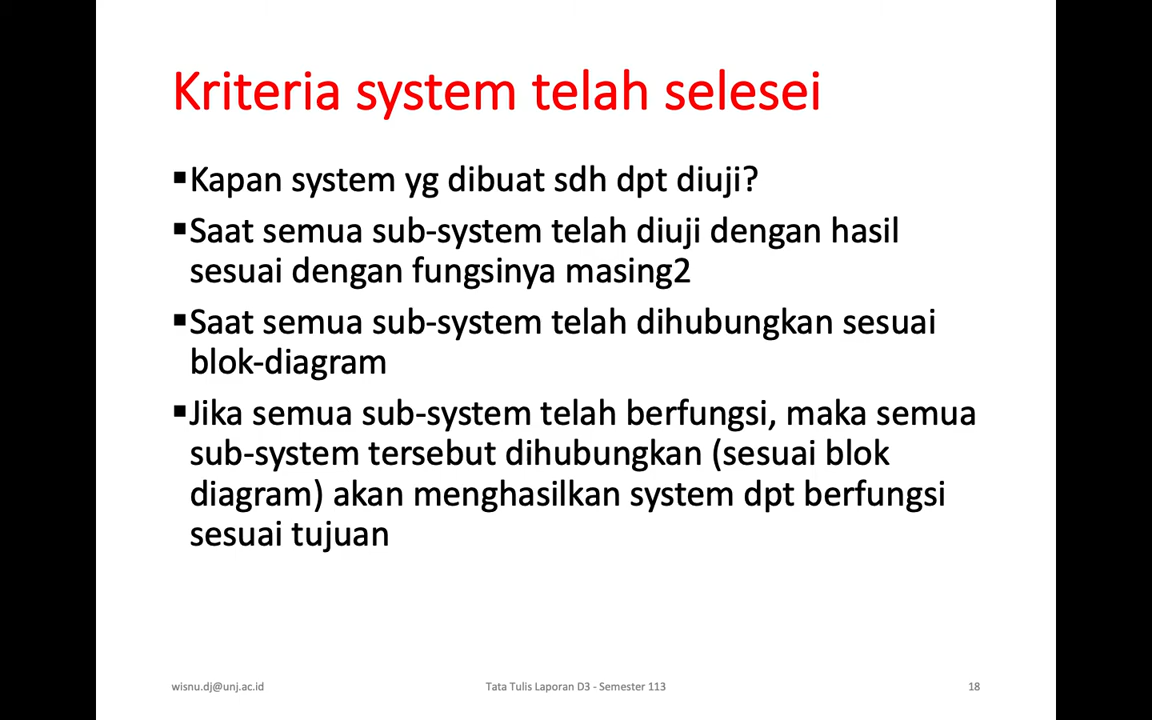 Kriteria system telah selesei
▪Kapan system yg dibuat sdh dpt diuji?
▪Saat semua sub-system telah diuji dengan hasil
sesuai dengan fungsinya masing2
▪Saat semua sub-system telah dihubungkan sesuai
blok-diagram
▪Jika semua sub-system telah berfungsi, maka semua
sub-system tersebut dihubungkan (sesuai blok
diagram) akan menghasilkan system dpt berfungsi
sesuai tujuan
wisnu.dj@unj.ac.id
Tata Tulis Laporan D3 - Semester 113
18